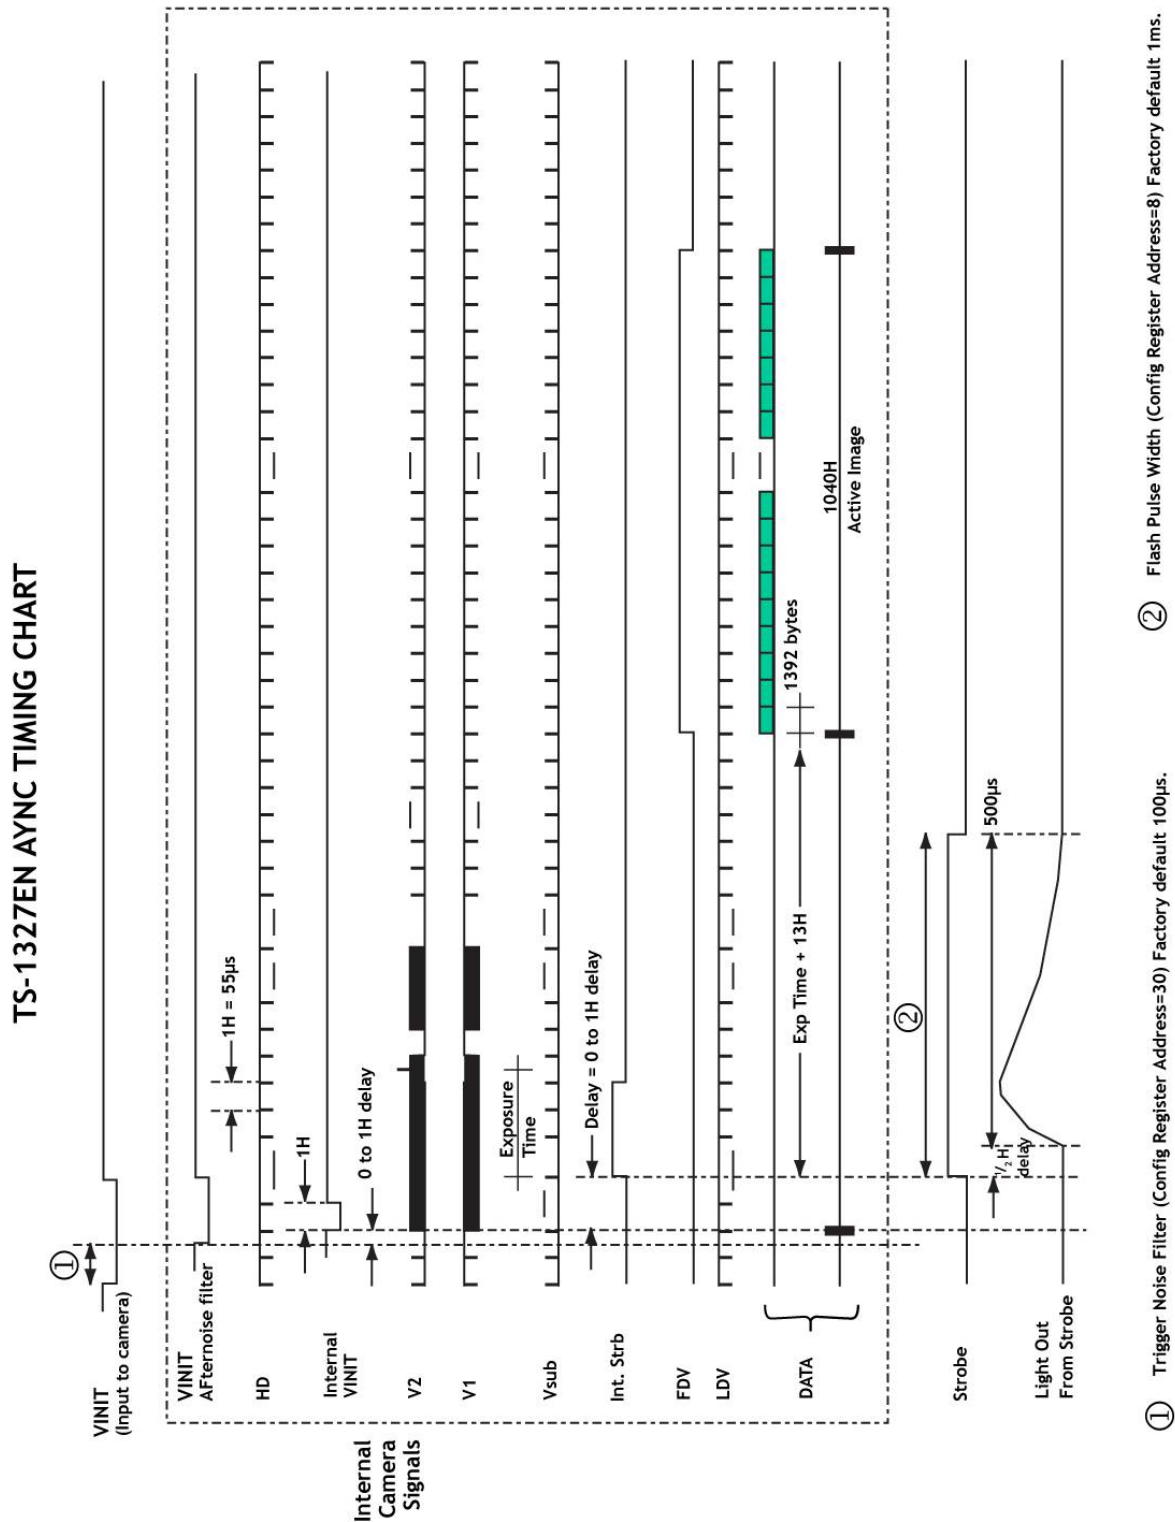 TS-1327EN AYNC TIMING CHART
①
VINIT
(Input to camera)
VINIT
AFternoise filter
1H = 55µs
HD
1H
Internal
VINIT
0 to 1H delay
Internal
Camera
Signals
V2
V1
Exposure
Time
Vsub
Delay = 0 to 1H delay
Int. Strb
FDV
LDV
DATA
1392 bytes
Exp Time + 13H
1040H
Active Image
②
Strobe
500µs
1/2 H
delay
Light Out
From Strobe
① Trigger Noise Filter (Config Register Address=30) Factory default 100µs.
② Flash Pulse Width (Config Register Address=8) Factory default 1ms.